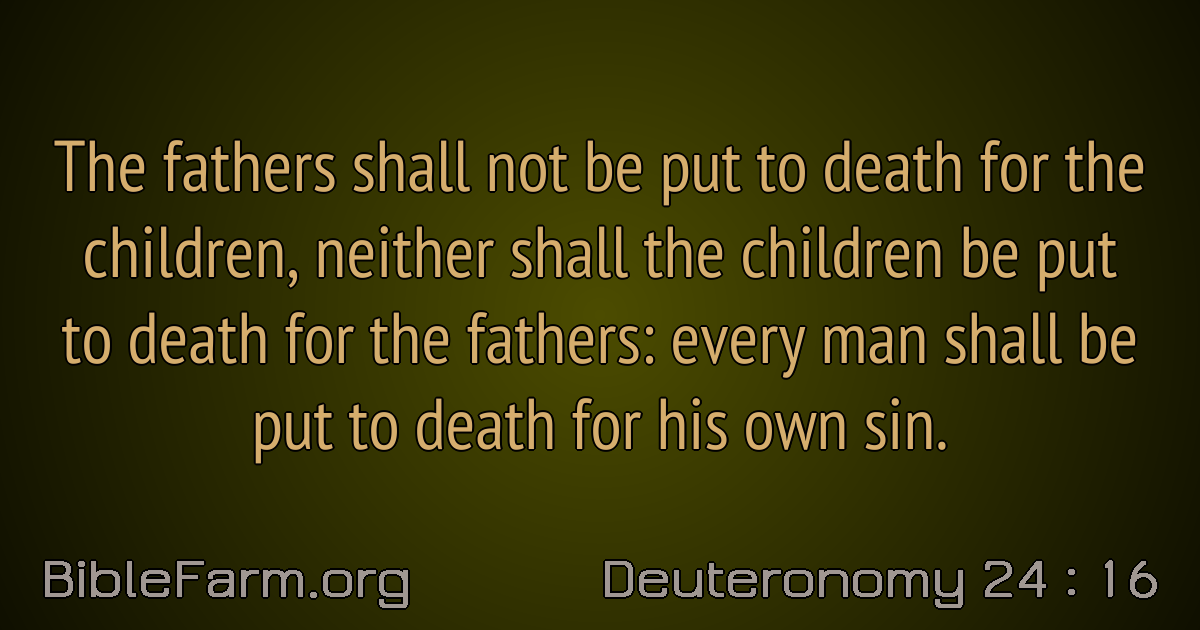 The fathers shall not be put to death for the
children, neither shall the children be put
to death for the fathers: every man shall be
put to death for his own sin.
BibleFarm.org
Deuteronomy 24 : 16